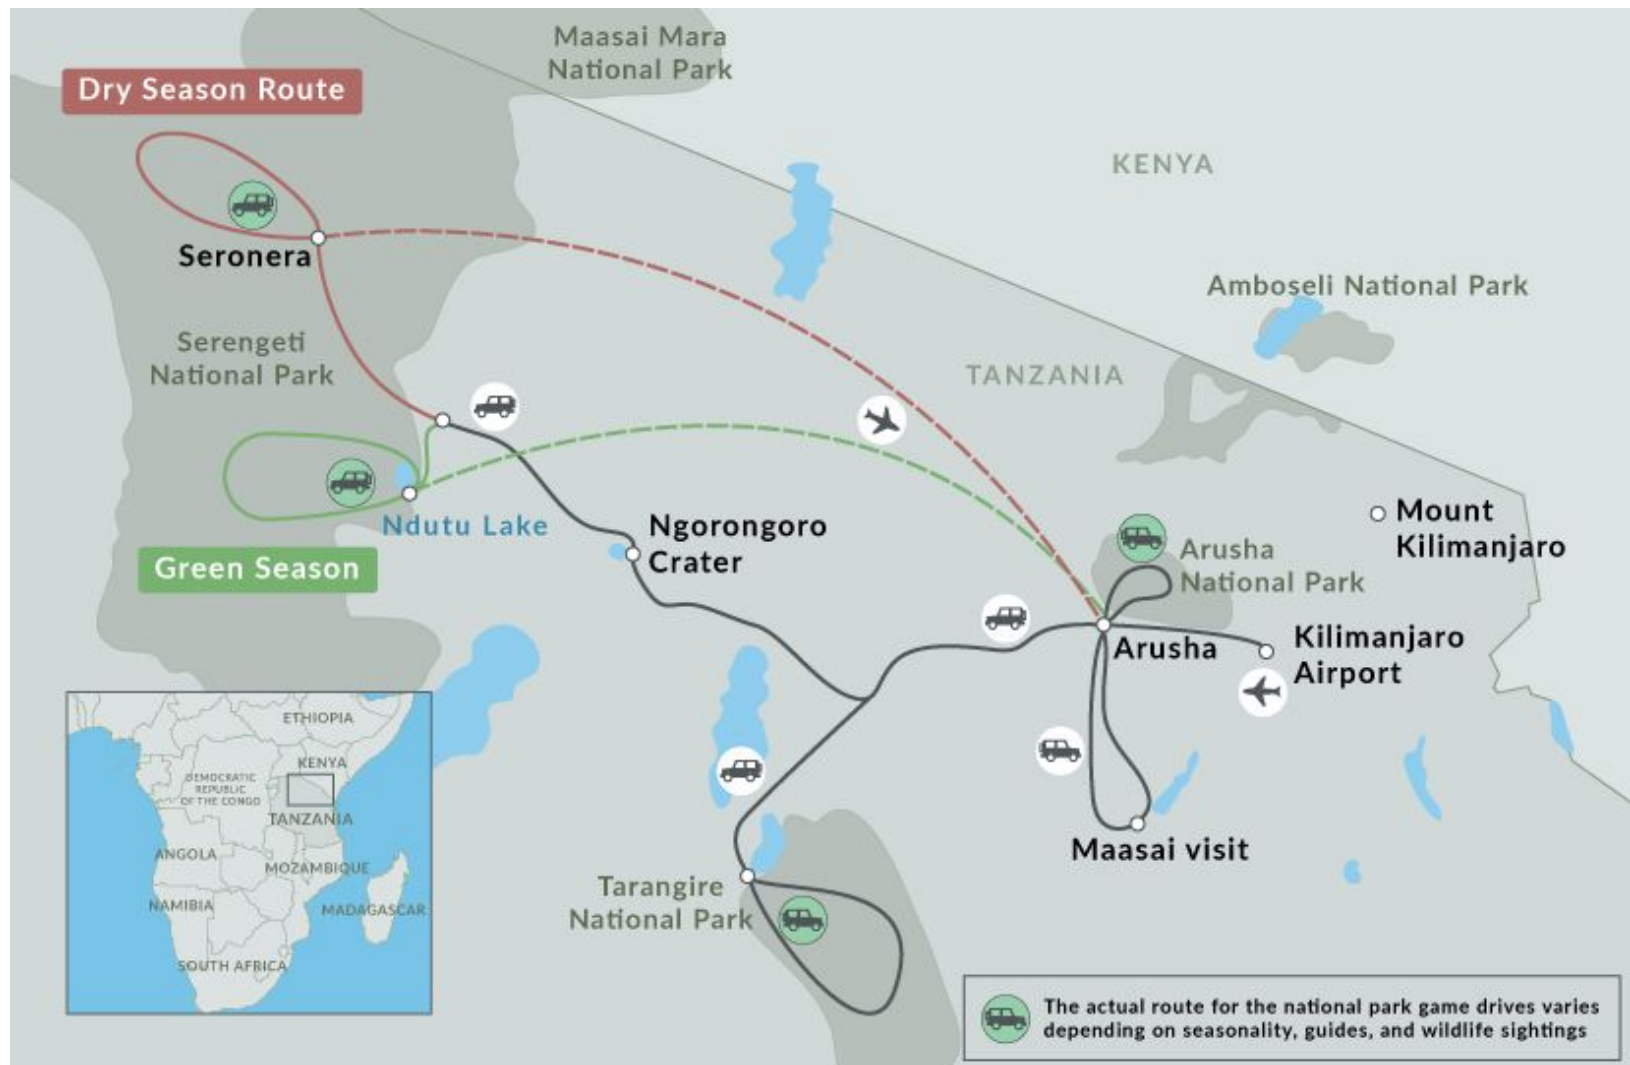 Maasai Mara
National Park
Dry Season Route
KENYA
Seronera
Amboseli National Park
Serengeti
National Park
TANZANIA
Mount
Kilimanjaro
Ndutu Lake
Ngorongoro
Crater
Arusha
National Park
Green Season
Kilimanjaro
Airport
Arusha
Maasai visit
Tarangire
National Park
ETHIOPIA
KENYA
DEMOCRATIC
REPUBLIC
OF THE CONGO
TANZANIA
ANGOLA
MOZAMBIQUE
NAMIBIA
MADAGASCAR
SOUTH AFRICA
The actual route for the national park game drives varies
depending on seasonality, guides, and wildlife sightings